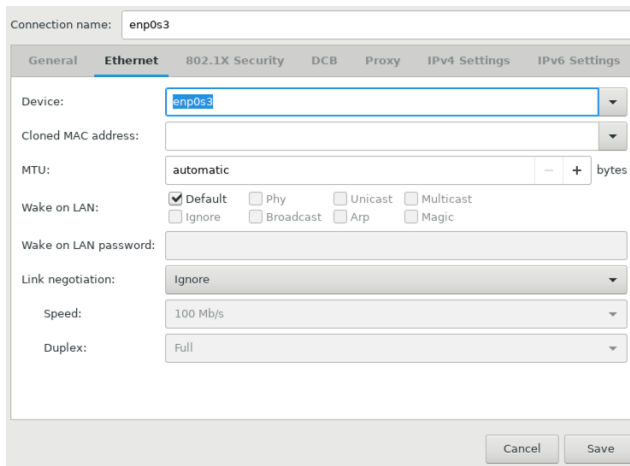 Connection name: enp0s3
General Ethernet 802.1X Security DCB Proxy IPv4 Settings IPv6 Settings
Device: enp0s3
Cloned MAC address:
MTU: automatic − + bytes
Wake on LAN:
Default Phy Unicast Multicast
Ignore Broadcast Arp Magic
Wake on LAN password:
Link negotiation: Ignore
Speed: 100 Mb/s
Duplex: Full
Cancel Save